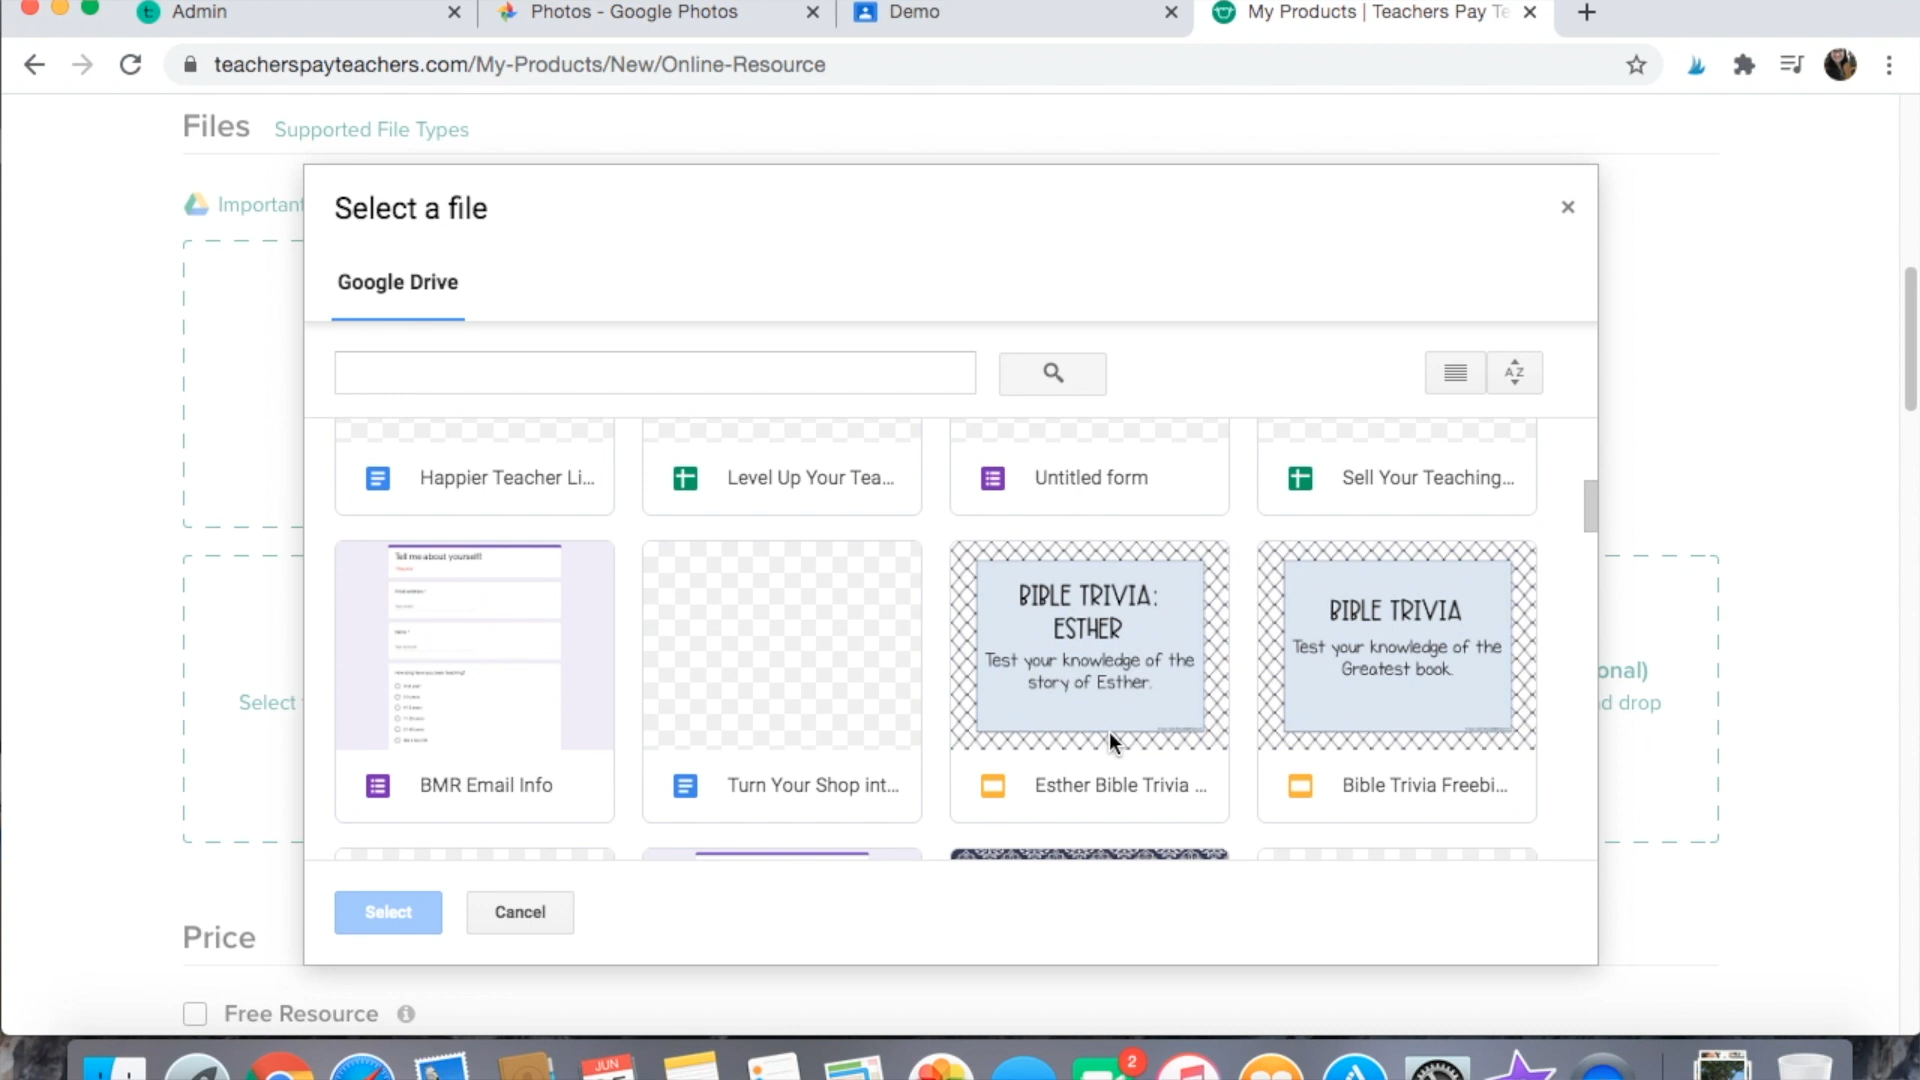 Admin
Photos - Google Photos
Demo
My Products | Teachers Pay Te
teacherspayteachers.com/My-Products/New/Online-Resource
Files
Supported File Types
Important
Select a file
Google Drive
A Z
Happier Teacher Li...
Level Up Your Tea...
Untitled form
Sell Your Teaching...
Tell me about yourself!
BIBLE TRIVIA:
ESTHER
Test your knowledge of the
story of Esther.
BIBLE TRIVIA
Test your knowledge of the
Greatest book.
BMR Email Info
Turn Your Shop int...
Esther Bible Trivia ...
Bible Trivia Freebi...
Select
onal)
d drop
Select
Cancel
Price
Free Resource
JUN
2